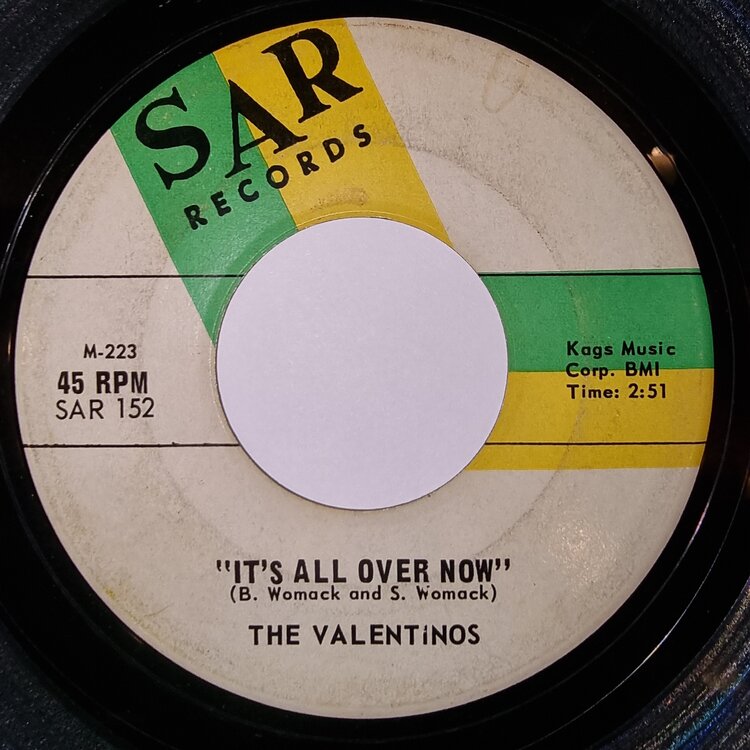 SAR
RECORDS
M-223
45 RPM
SAR 152
Kags Music
Corp. BMI
Time: 2:51
"IT'S ALL OVER NOW"
(B. Womack and S. Womack)
THE VALENTINOS